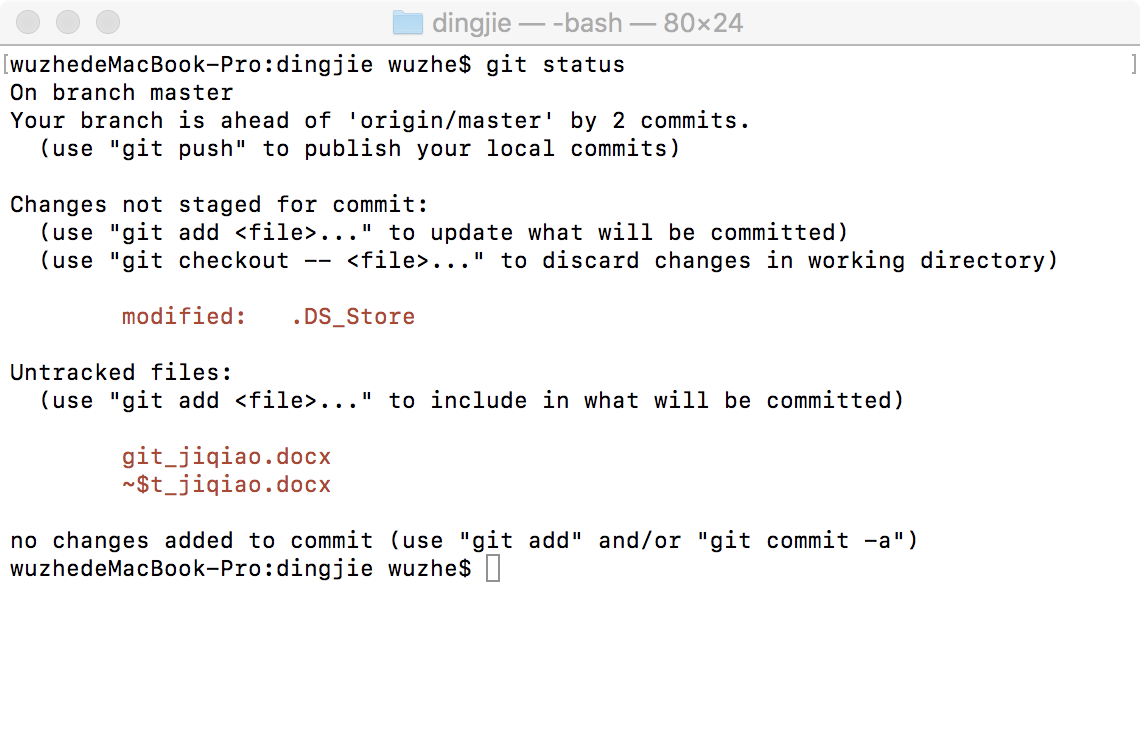 dingjie — -bash — 80×24
[wuzhedeMacBook-Pro:dingjie wuzhe$ git status ]
On branch master
Your branch is ahead of 'origin/master' by 2 commits.
  (use "git push" to publish your local commits)

Changes not staged for commit:
  (use "git add <file>..." to update what will be committed)
  (use "git checkout -- <file>..." to discard changes in working directory)

        modified:   .DS_Store

Untracked files:
  (use "git add <file>..." to include in what will be committed)

        git_jiqiao.docx
        ~$t_jiqiao.docx

no changes added to commit (use "git add" and/or "git commit -a")
wuzhedeMacBook-Pro:dingjie wuzhe$